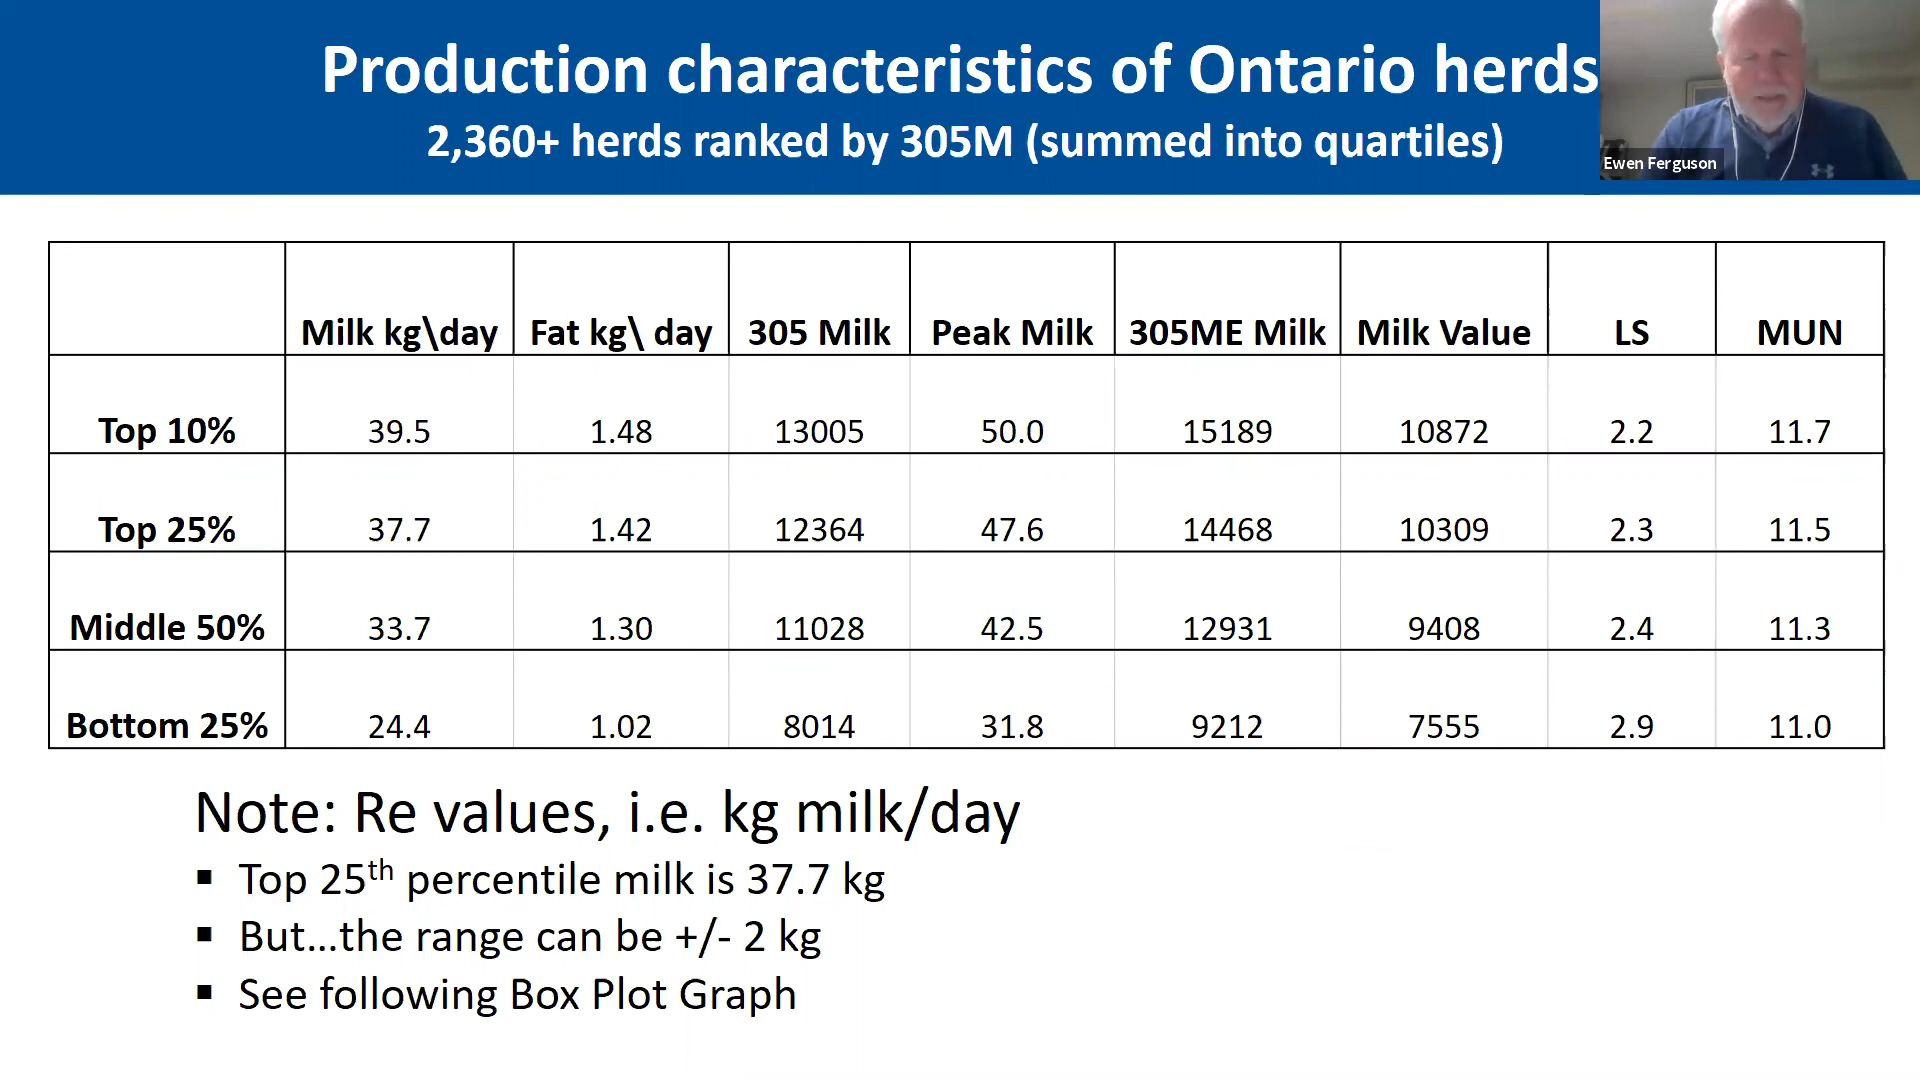 Production characteristics of Ontario herds
2,360+ herds ranked by 305M (summed into quartiles)
Ewen Ferguson
Milk kg\day Fat kg\ day 305 Milk Peak Milk 305ME Milk Milk Value LS MUN
Top 10% 39.5 1.48 13005 50.0 15189 10872 2.2 11.7
Top 25% 37.7 1.42 12364 47.6 14468 10309 2.3 11.5
Middle 50% 33.7 1.30 11028 42.5 12931 9408 2.4 11.3
Bottom 25% 24.4 1.02 8014 31.8 9212 7555 2.9 11.0
Note: Re values, i.e. kg milk/day
▪ Top 25th percentile milk is 37.7 kg
▪ But...the range can be +/- 2 kg
▪ See following Box Plot Graph